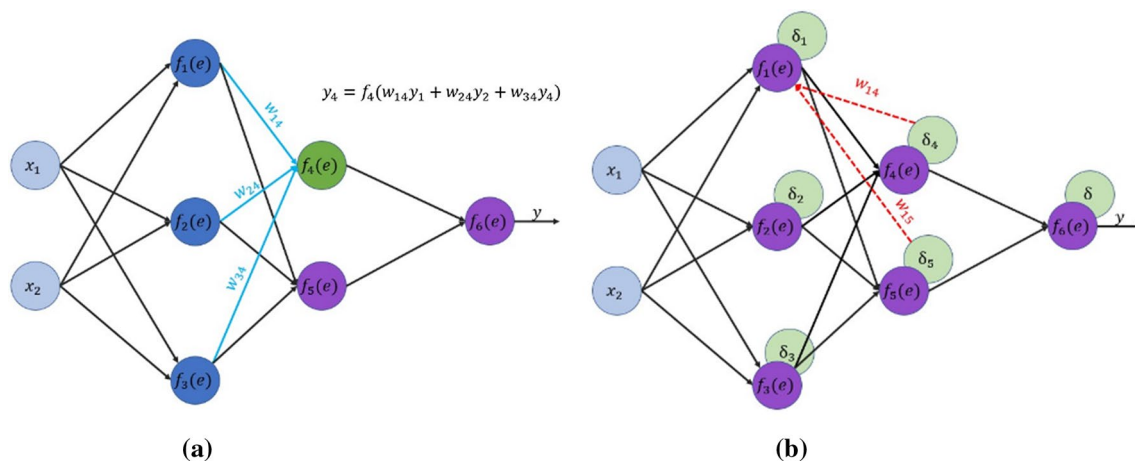 f₁(e)
w₁₄
y₄ = f₄(w₁₄y₁ + w₂₄y₂ + w₃₄y₄)
x₁
w₂₄
f₄(e)
f₂(e)
f₆(e)
y
x₂
w₃₄
f₅(e)
f₃(e)
(a)
δ₁
f₁(e)
w₁₄
δ₄
x₁
f₄(e)
δ₂
w₁₅
δ
f₂(e)
f₆(e)
y
δ₅
x₂
f₅(e)
δ₃
f₃(e)
(b)